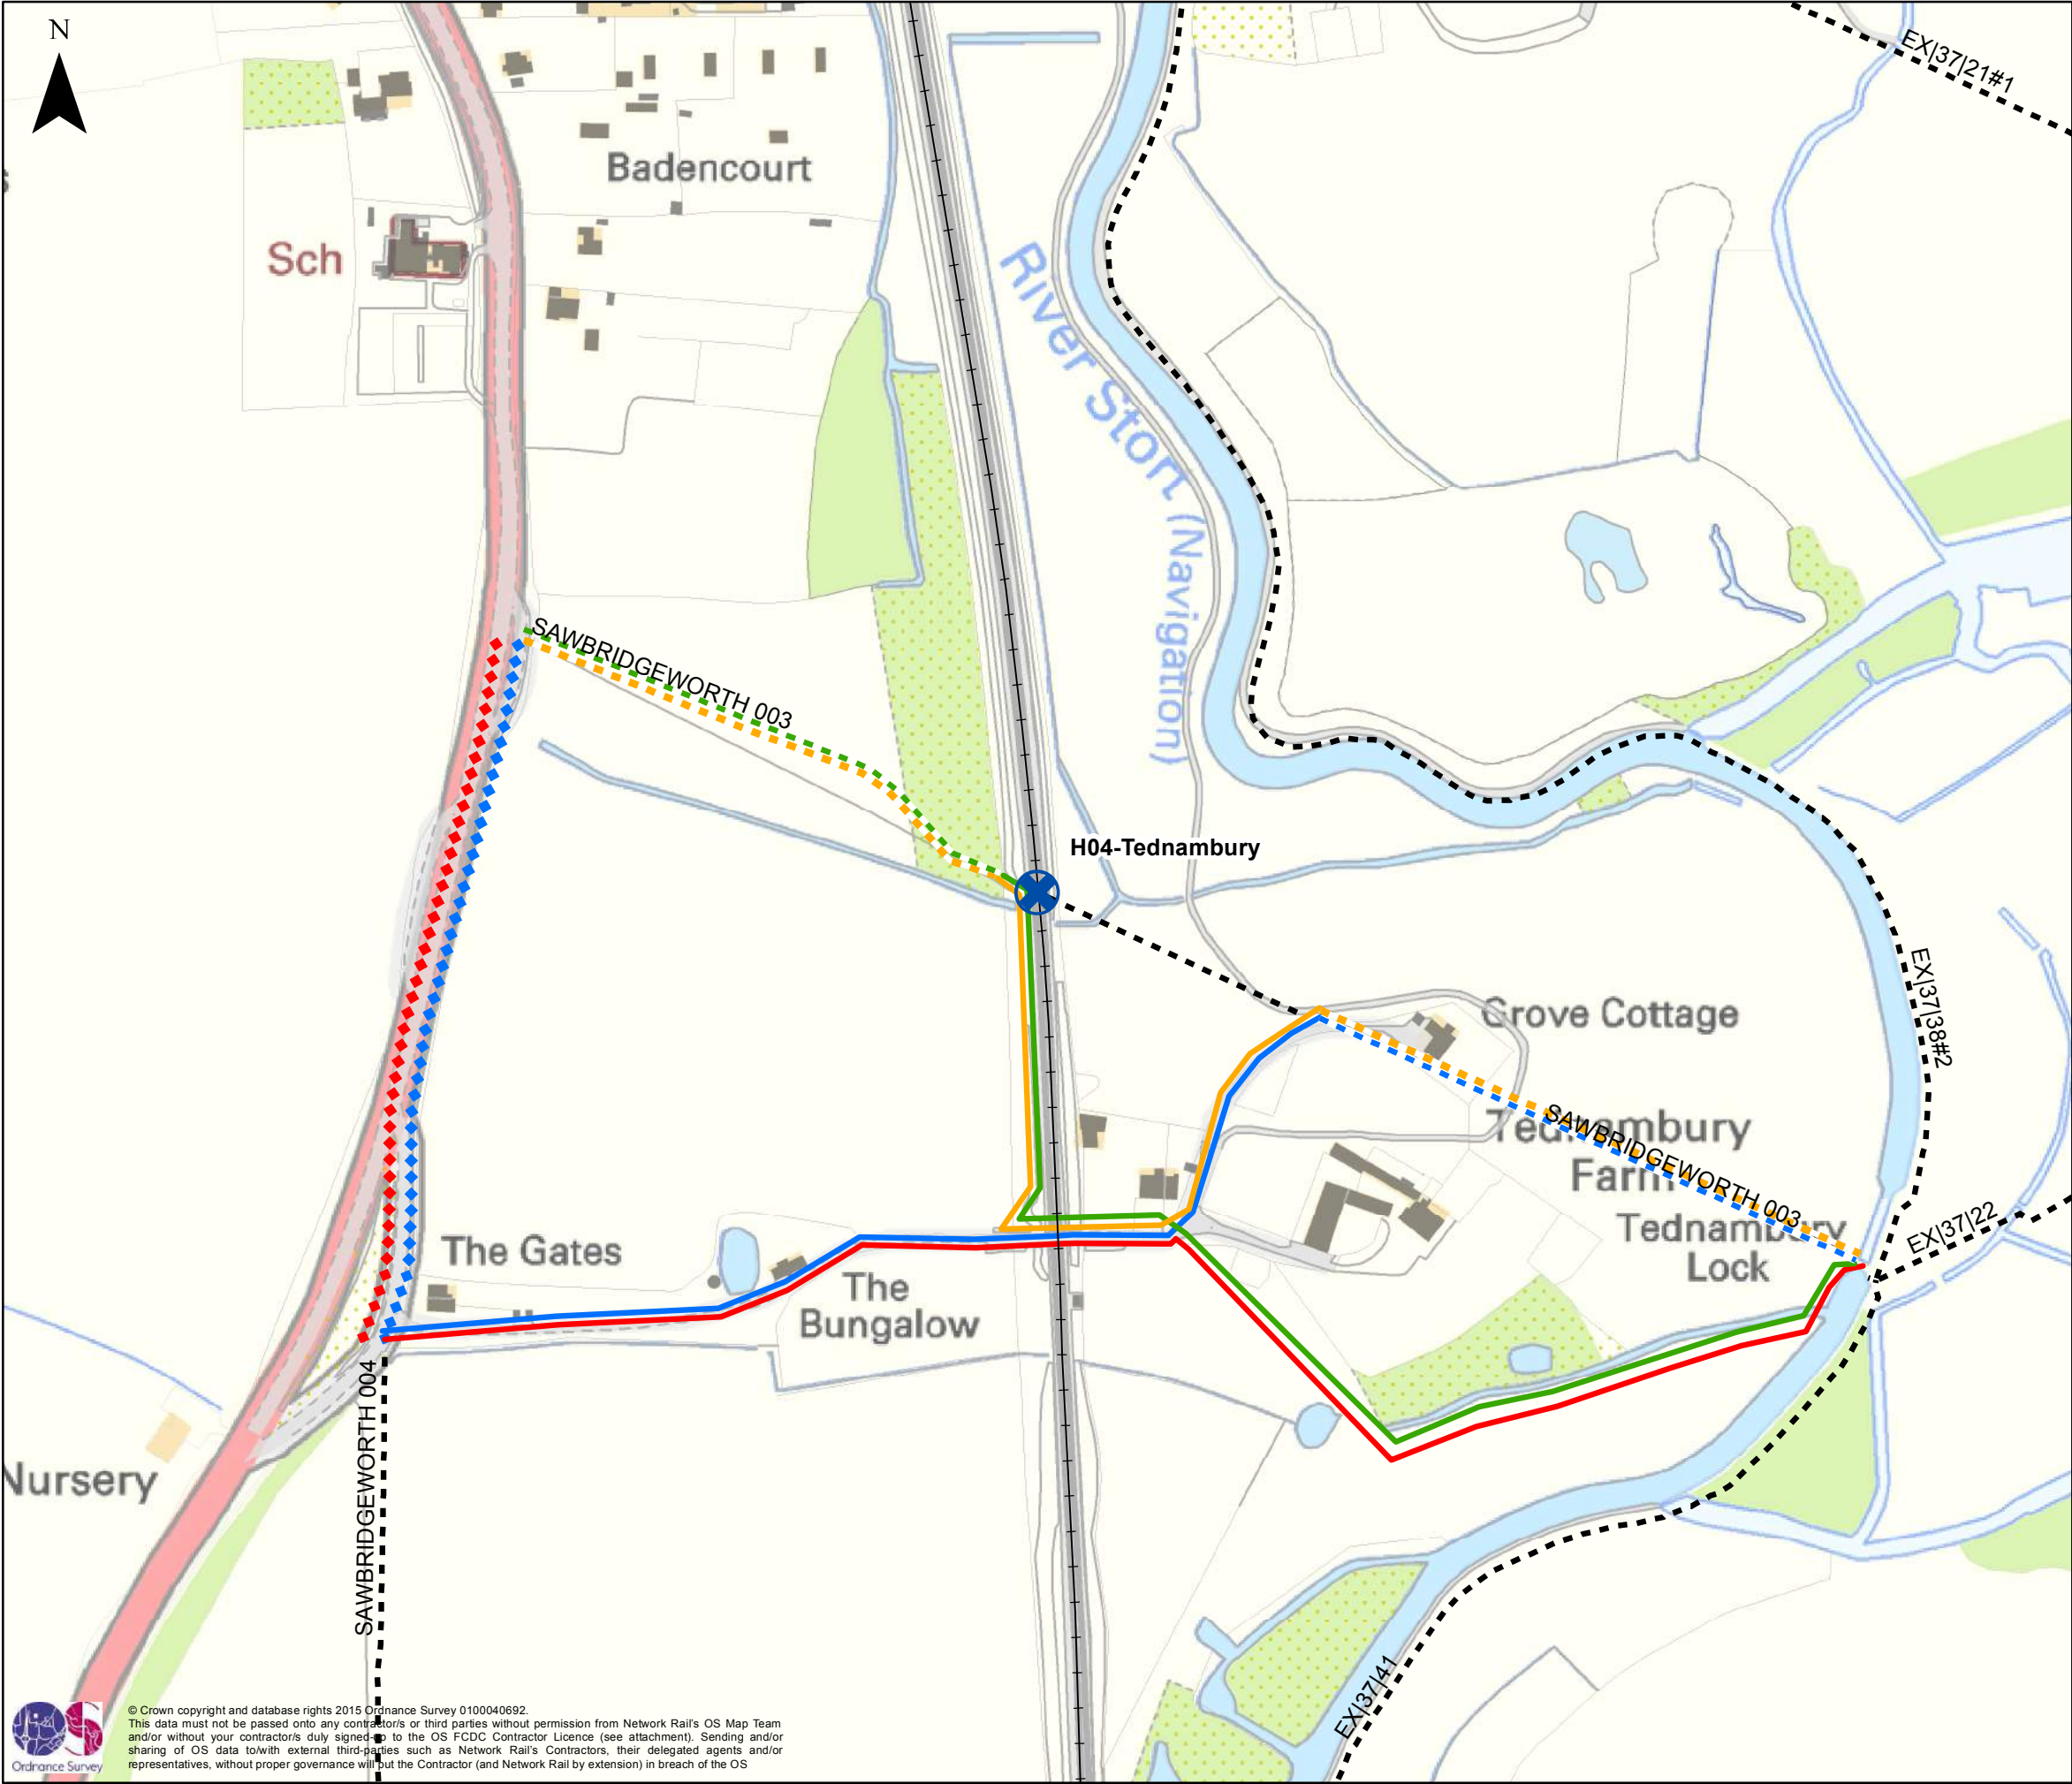 N
EX|37|21#1
Badencourt
Sch
River Stort (Navigation)
SAWBRIDGEWORTH 003
H04-Tednambury
EX|37|38#2
Grove Cottage
Tednambury
Farm
SAWBRIDGEWORTH 003
Tednambury
Lock
EX|37|22
The Gates
The
Bungalow
SAWBRIDGEWORTH 004
Nursery
EX|37|41
Ordnance Survey
© Crown copyright and database rights 2015 Ordnance Survey 0100040692.
This data must not be passed onto any contractor/s or third parties without permission from Network Rail's OS Map Team
and/or without your contractor/s duly signed-up to the OS FCDC Contractor Licence (see attachment). Sending and/or
sharing of OS data to/with external third-parties such as Network Rail's Contractors, their delegated agents and/or
representatives, without proper governance will put the Contractor (and Network Rail by extension) in breach of the OS